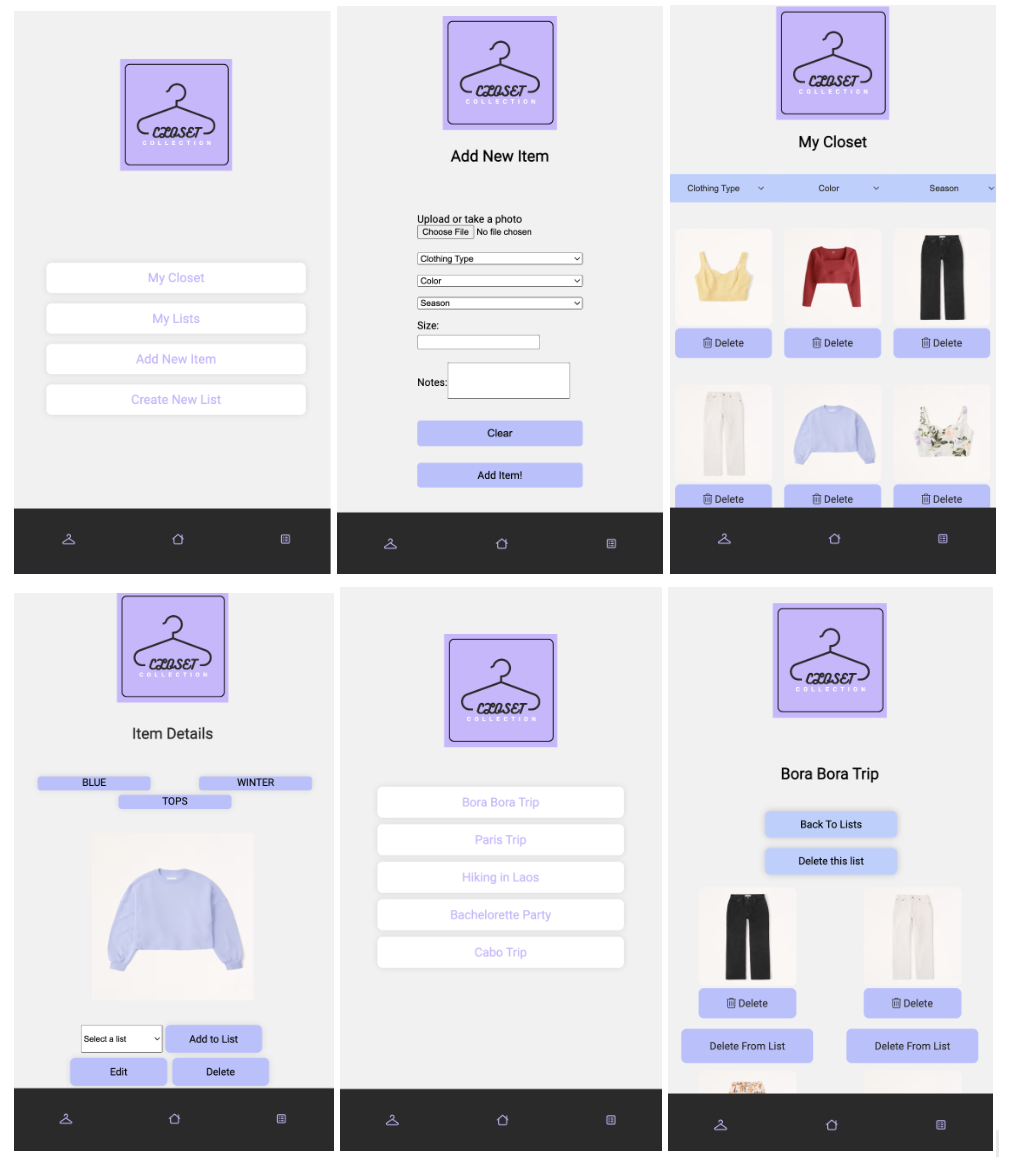 CLOSET
COLLECTION
My Closet
My Lists
Add New Item
Create New List
CLOSET
COLLECTION
Add New Item
Upload or take a photo
Choose File No file chosen
Clothing Type
Color
Season
Size:
Notes:
Clear
Add Item!
CLOSET
COLLECTION
My Closet
Clothing Type Color Season
Delete Delete Delete
Delete Delete Delete
CLOSET
COLLECTION
Item Details
BLUE WINTER
TOPS
Select a list Add to List
Edit Delete
CLOSET
COLLECTION
Bora Bora Trip
Paris Trip
Hiking in Laos
Bachelorette Party
Cabo Trip
CLOSET
COLLECTION
Bora Bora Trip
Back To Lists
Delete this list
Delete Delete
Delete From List Delete From List